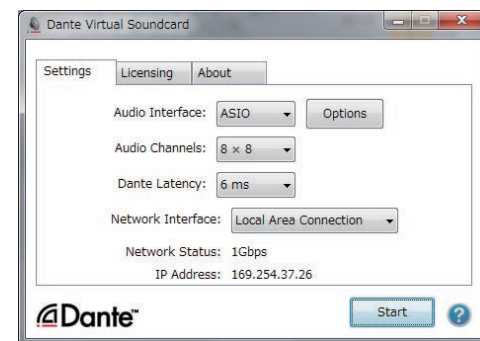 Dante Virtual Soundcard
Settings Licensing About
Audio Interface: ASIO Options
Audio Channels: 8 × 8
Dante Latency: 6 ms
Network Interface: Local Area Connection
Network Status: 1Gbps
IP Address: 169.254.37.26
Dante™ Start ?